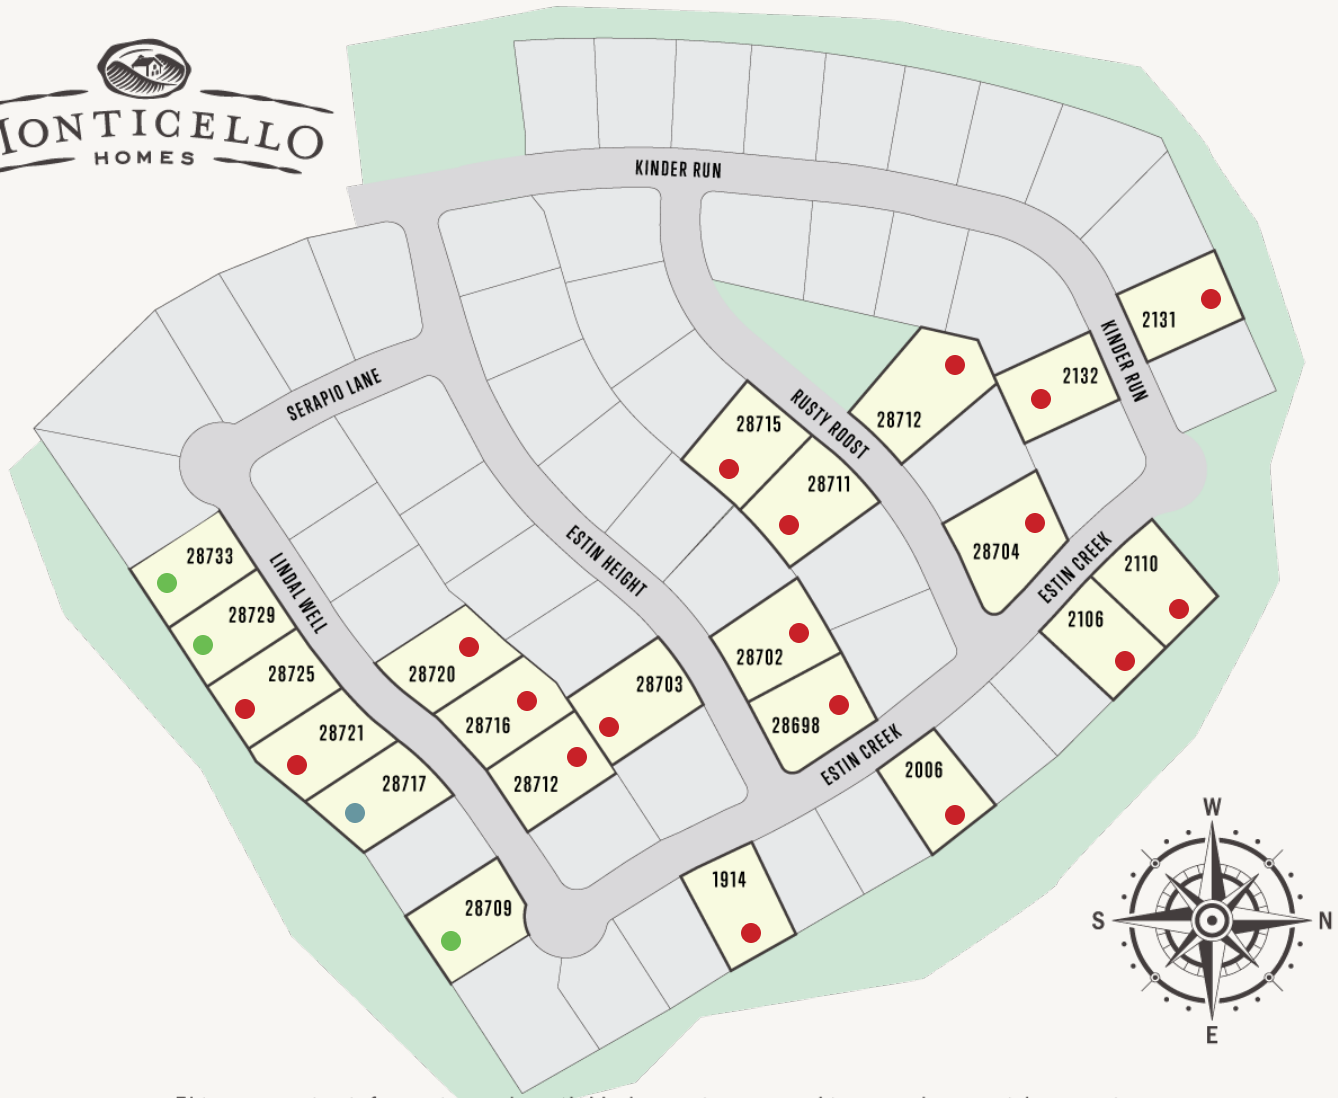 MONTICELLO
HOMES
KINDER RUN
SERAPIO LANE
KINDER RUN
2131
2132
RUSTY ROOST
28712
28715
28711
28704
ESTIN CREEK
2110
2106
ESTIN HEIGHT
LINDAL WELL
28733
28729
28725
28721
28717
28720
28716
28712
28703
28702
28698
ESTIN CREEK
2006
1914
28709
W
S
N
E